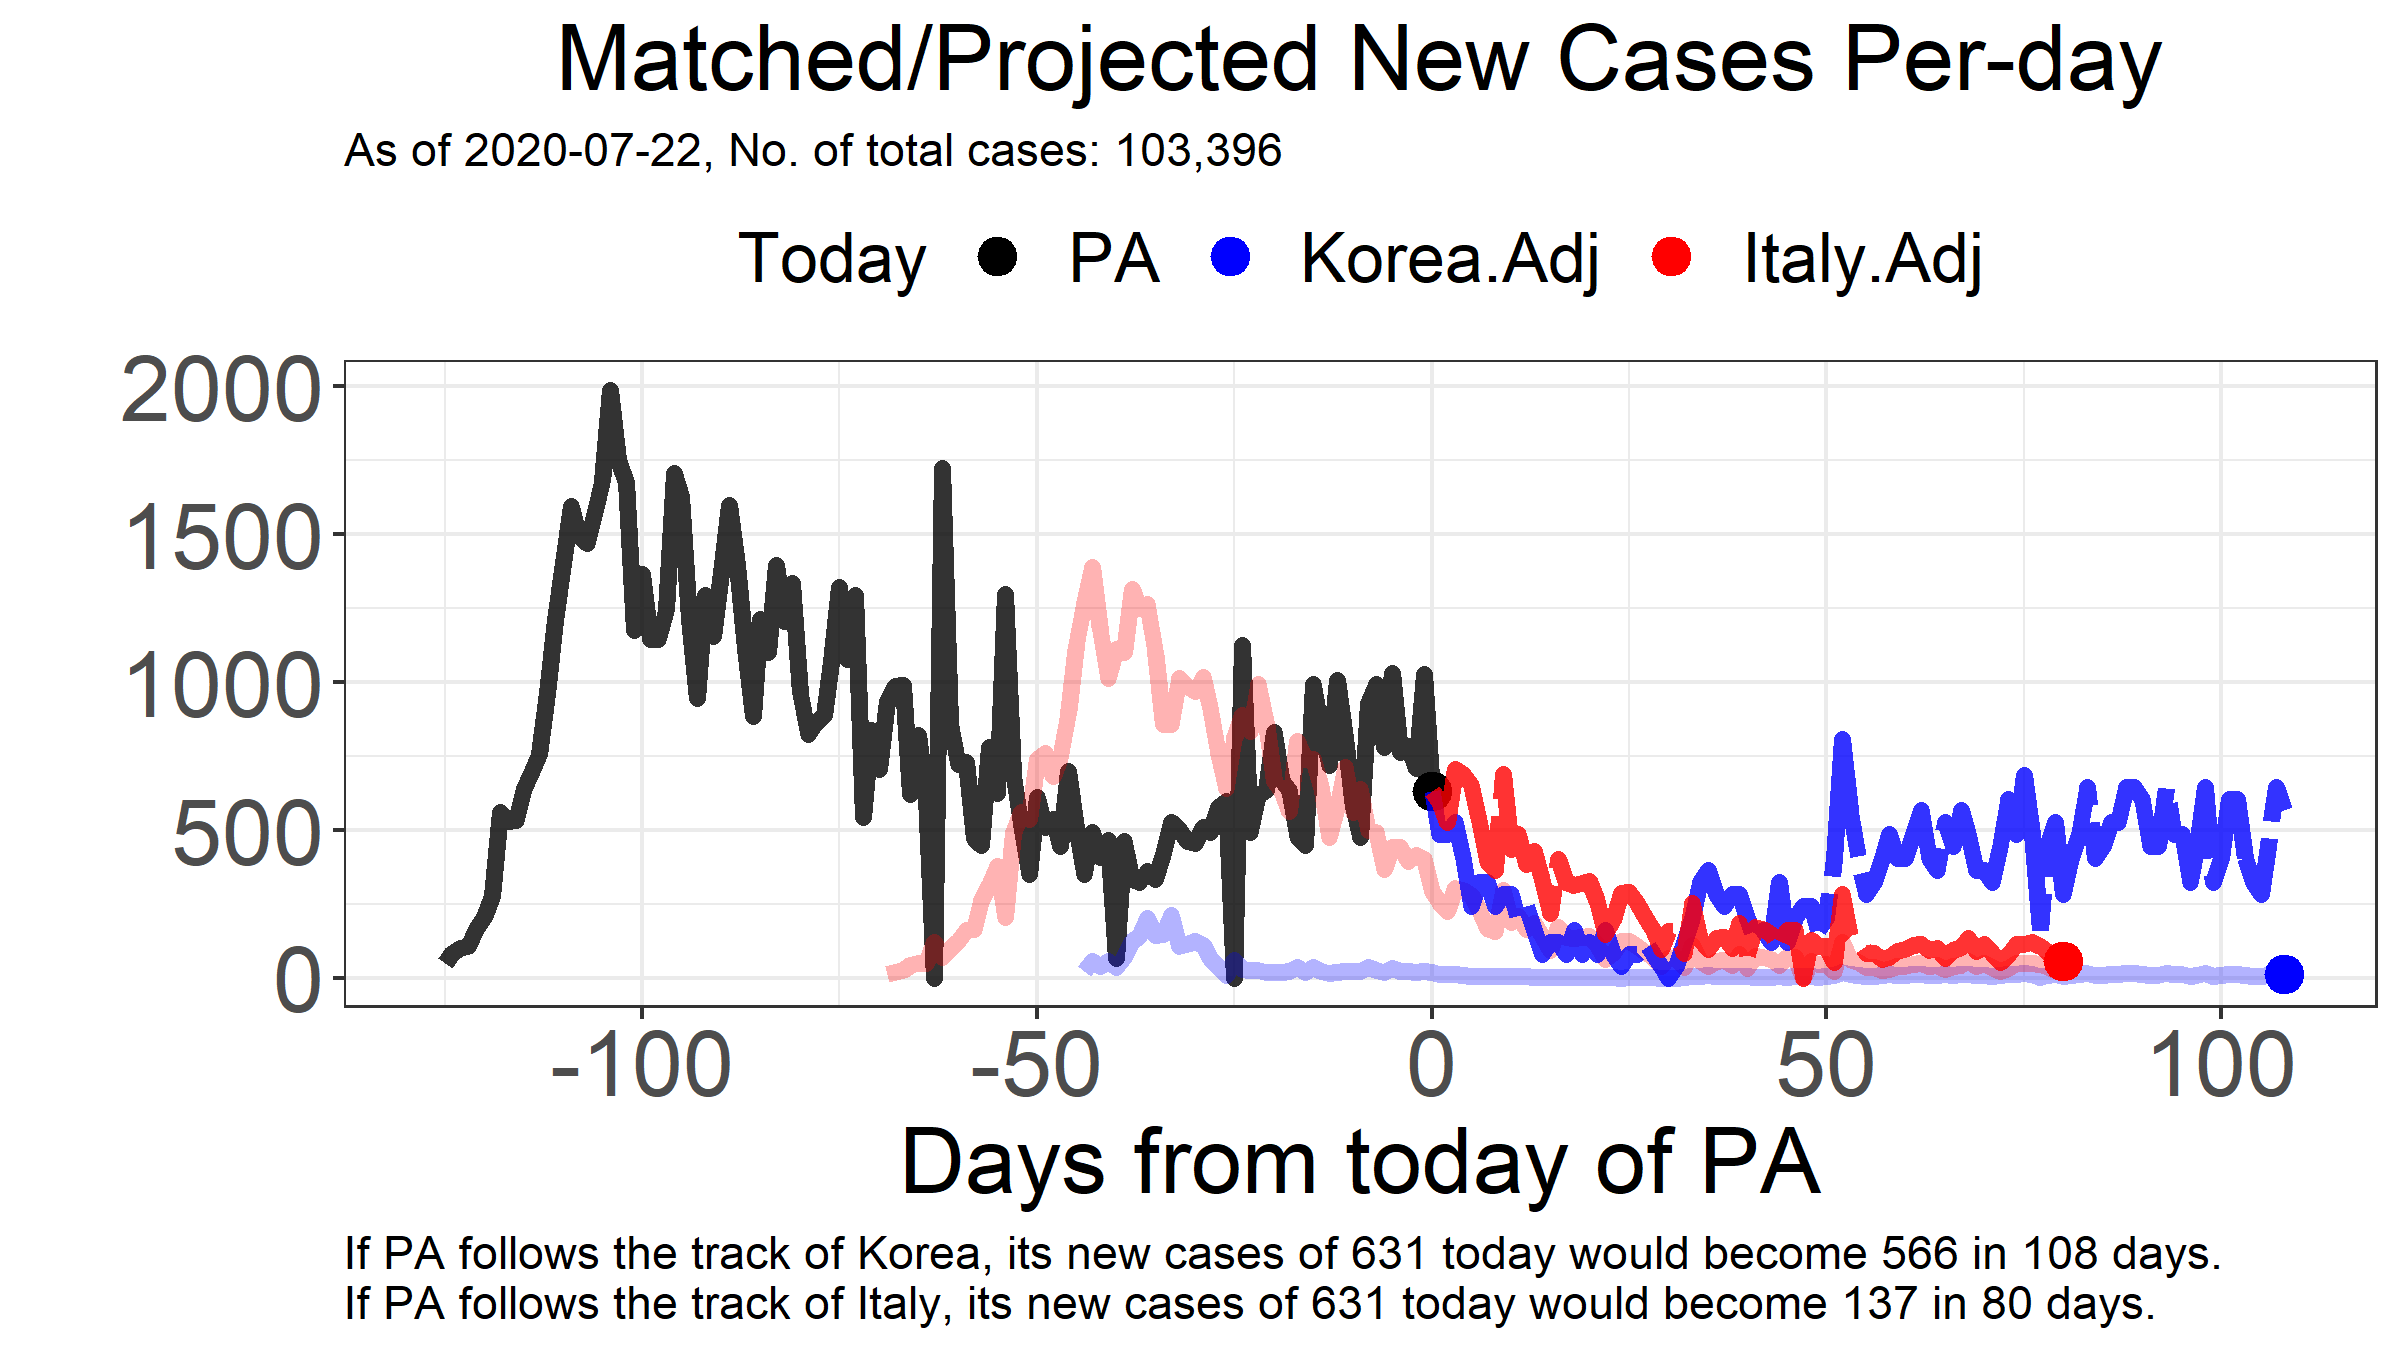 Matched/Projected New Cases Per-day
As of 2020-07-22, No. of total cases: 103,396
Today PA Korea.Adj Italy.Adj
2000
1500
1000
500
0
-100 -50 0 50 100
Days from today of PA
If PA follows the track of Korea, its new cases of 631 today would become 566 in 108 days.
If PA follows the track of Italy, its new cases of 631 today would become 137 in 80 days.